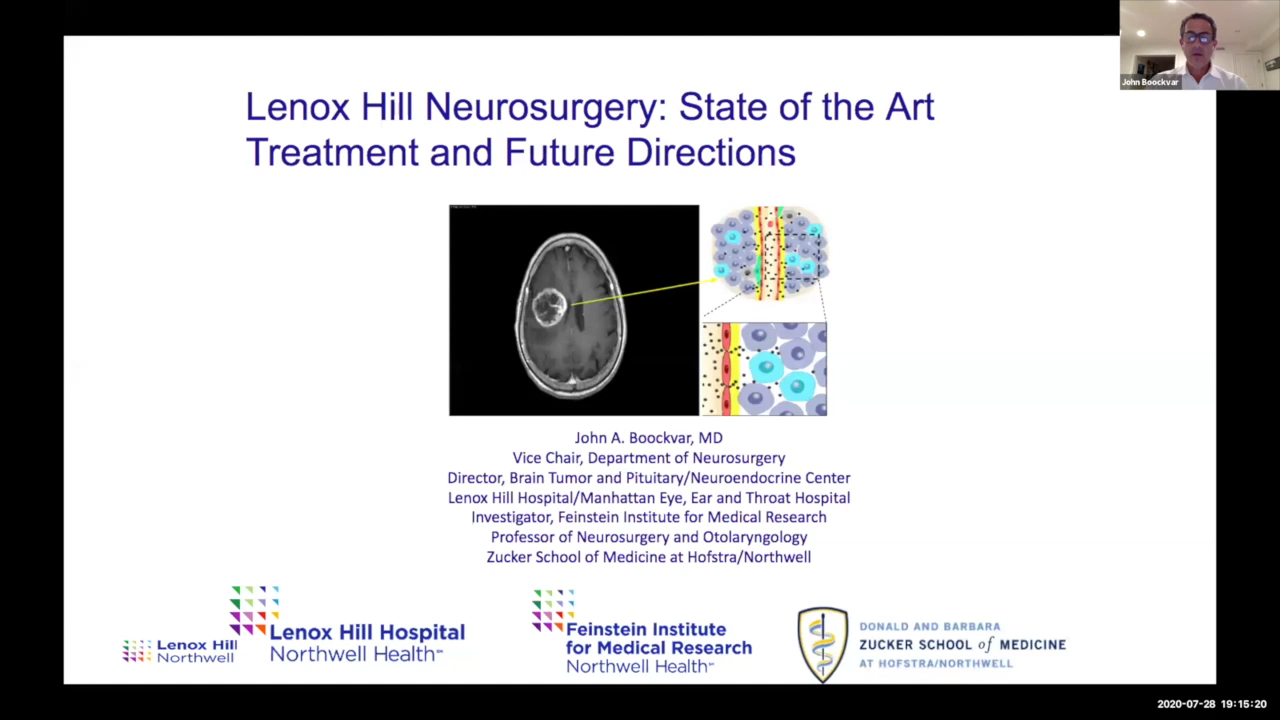 John Boockvar
Lenox Hill Neurosurgery: State of the Art
Treatment and Future Directions
John A. Boockvar, MD
Vice Chair, Department of Neurosurgery
Director, Brain Tumor and Pituitary/Neuroendocrine Center
Lenox Hill Hospital/Manhattan Eye, Ear and Throat Hospital
Investigator, Feinstein Institute for Medical Research
Professor of Neurosurgery and Otolaryngology
Zucker School of Medicine at Hofstra/Northwell
Lenox Hill
Northwell
Lenox Hill Hospital
Northwell Health
Feinstein Institute
for Medical Research
Northwell Health
DONALD AND BARBARA
ZUCKER SCHOOL of MEDICINE
AT HOFSTRA/NORTHWELL
2020-07-28 19:15:20